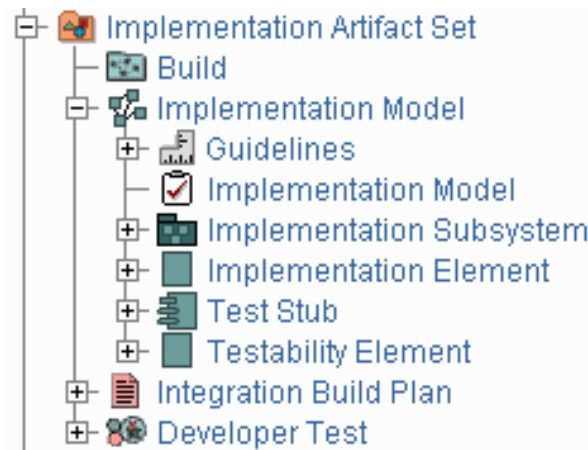 Implementation Artifact Set
Build
Implementation Model
Guidelines
Implementation Model
Implementation Subsystem
Implementation Element
Test Stub
Testability Element
Integration Build Plan
Developer Test